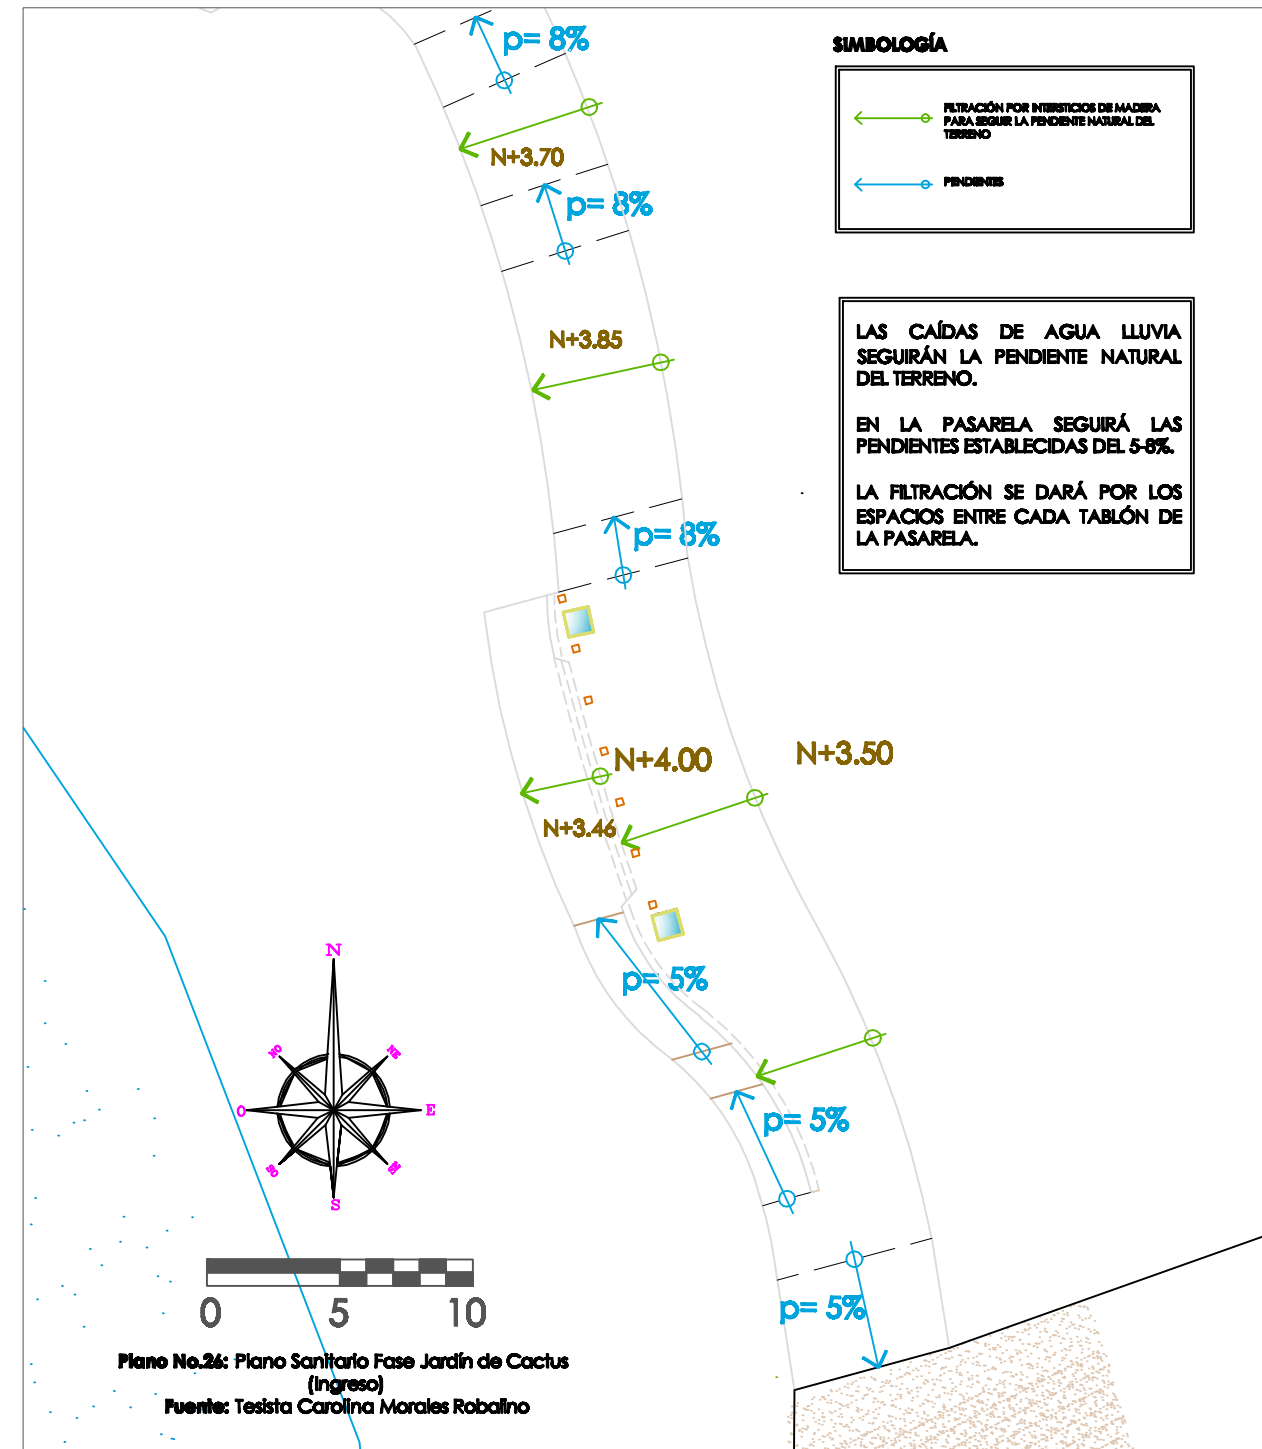 p= 8%
SIMBOLOGÍA
FILTRACIÓN POR INTERSTICIOS DE MADERA
PARA SEGUIR LA PENDIENTE NATURAL DEL
TERRENO
PENDIENTES
N+3.70
p= 8%
N+3.85
LAS CAÍDAS DE AGUA LLUVIA
SEGUIRÁN LA PENDIENTE NATURAL
DEL TERRENO.
EN LA PASARELA SEGUIRÁ LAS
PENDIENTES ESTABLECIDAS DEL 5-8%.
LA FILTRACIÓN SE DARÁ POR LOS
ESPACIOS ENTRE CADA TABLÓN DE
LA PASARELA.
p= 8%
N+4.00
N+3.50
N+3.46
p= 5%
p= 5%
p= 5%
N
NO
NE
O
E
SO
SE
S
0 5 10
Plano No.26: Plano Sanitario Fase Jardín de Cactus
(Ingreso)
Fuente: Tesista Carolina Morales Robalino